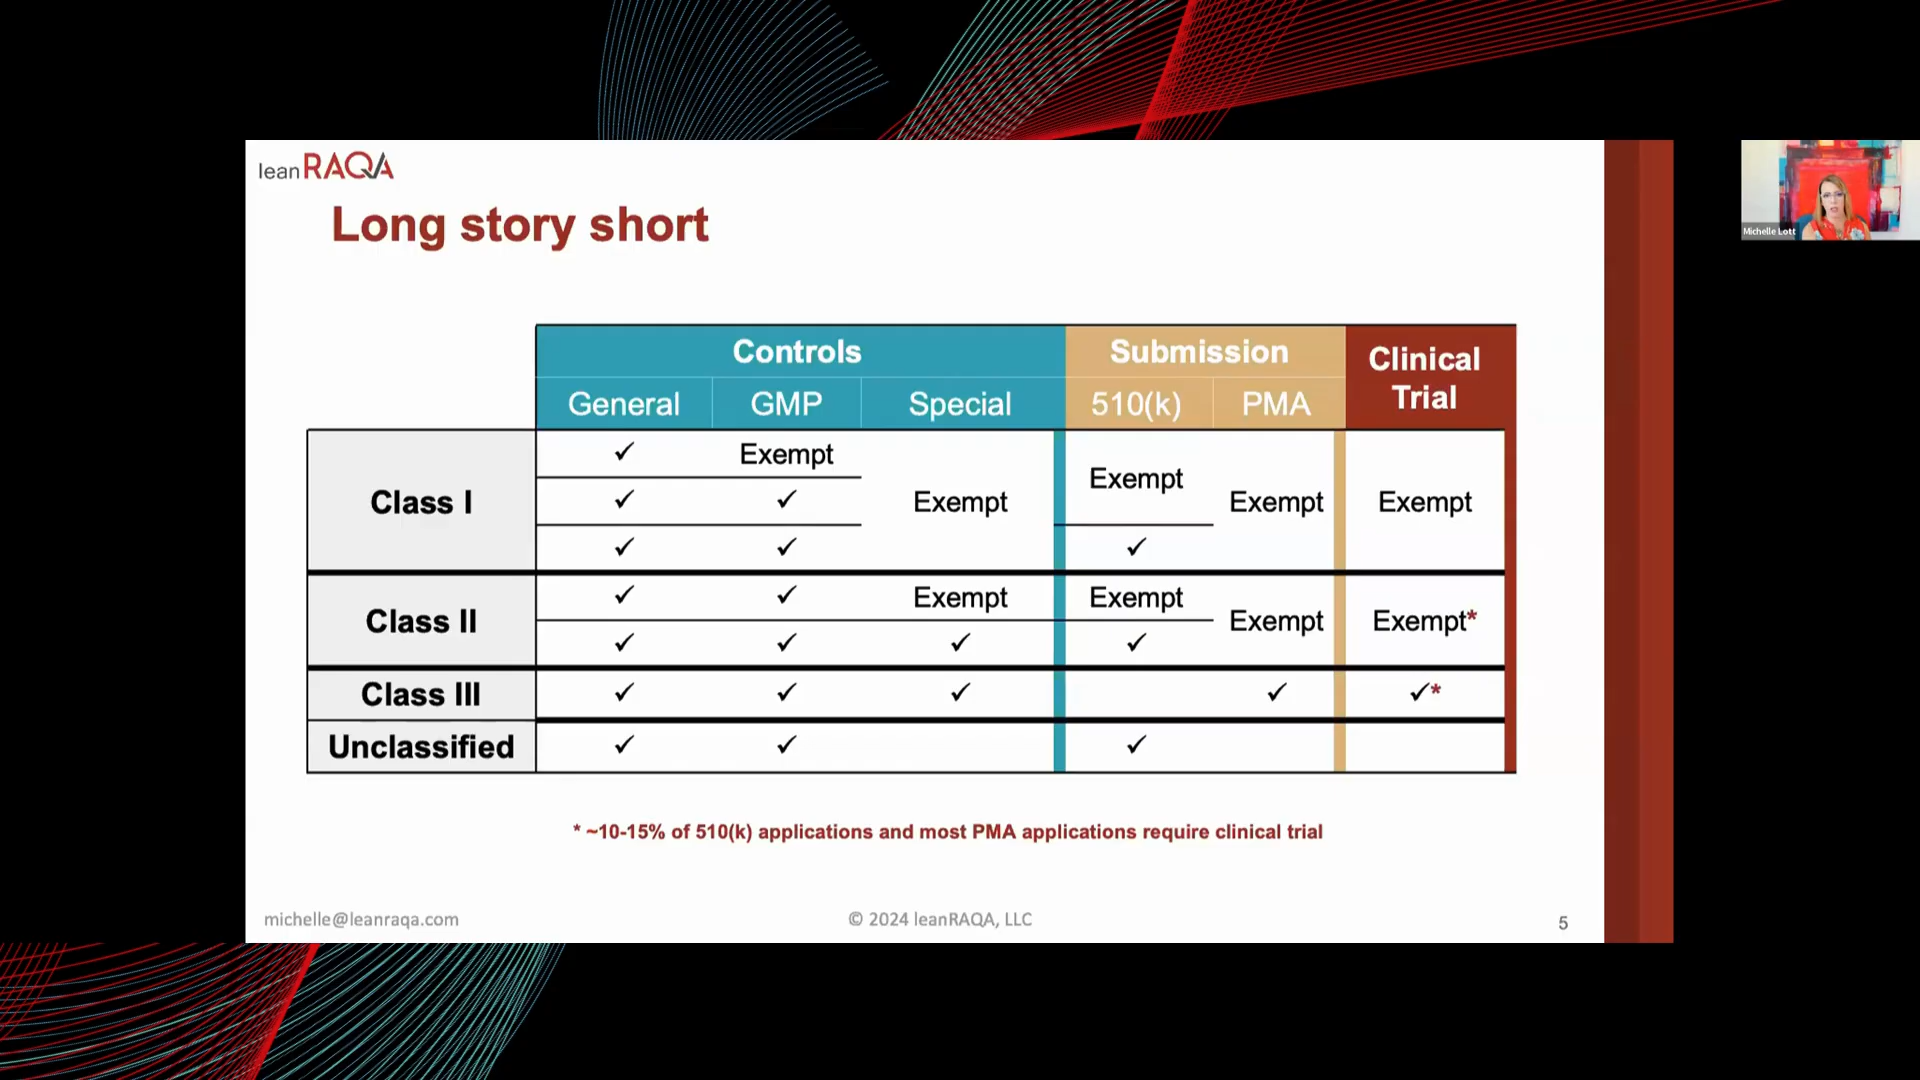 leanRAQA
Long story short
Michelle Lott
Controls Submission Clinical Trial
General GMP Special 510(k) PMA
Class I
✓ Exempt Exempt Exempt Exempt Exempt
✓ ✓
✓ ✓ ✓
Class II
✓ ✓ Exempt Exempt Exempt Exempt*
✓ ✓ ✓ ✓
Class III ✓ ✓ ✓ ✓ ✓*
Unclassified ✓ ✓ ✓
* ~10-15% of 510(k) applications and most PMA applications require clinical trial
michelle@leanraqa.com © 2024 leanRAQA, LLC 5